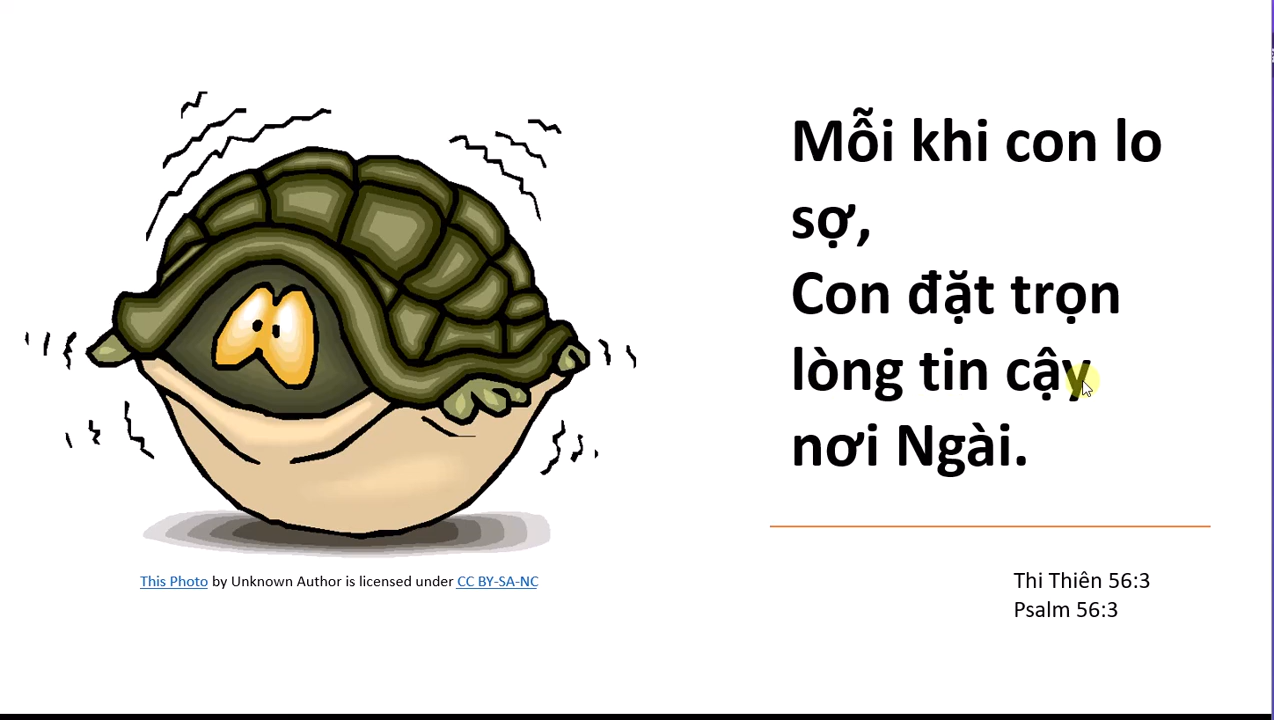 Mỗi khi con lo
sợ,
Con đặt trọn
lòng tin cậy
nơi Ngài.
This Photo by Unknown Author is licensed under CC BY-SA-NC
Thi Thiên 56:3
Psalm 56:3